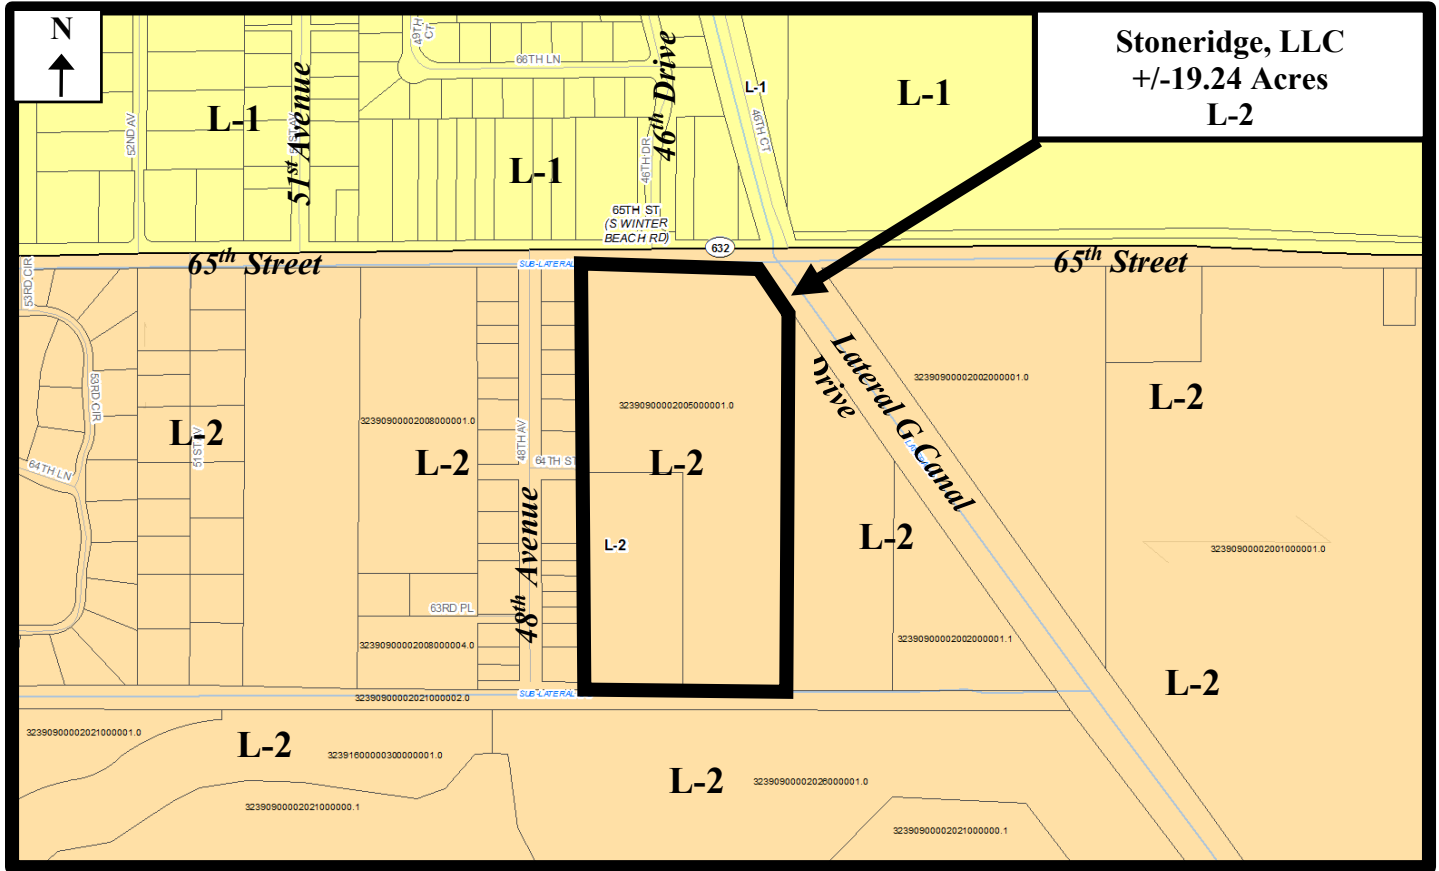 N
Stoneridge, LLC
+/-19.24 Acres
L-2
49TH CT
66TH LN
46th Drive
L-1
L-1
L-1
52ND AV
51ST AV
51st Avenue
46TH CT
46TH DR
L-1
65TH ST
(S WINTER
BEACH RD)
632
65th Street
65th Street
SUB-LATERAL
53RD CIR
Lateral G Canal
Drive
53RD CIR
32390900002002000001.0
L-2
32390900002005000001.0
32390900002008000001.0
L-2
51ST AV
48TH AV
L-2
64TH ST
L-2
64TH LN
48th Avenue
L-2
L-2
32390900002001000001.0
63RD PL
32390900002008000004.0
32390900002002000001.1
L-2
SUB-LATERAL
32390900002021000002.0
32390900002021000001.0
L-2
32391600000300000001.0
L-2
32390900002026000001.0
32390900002021000000.1
32390900002021000000.1